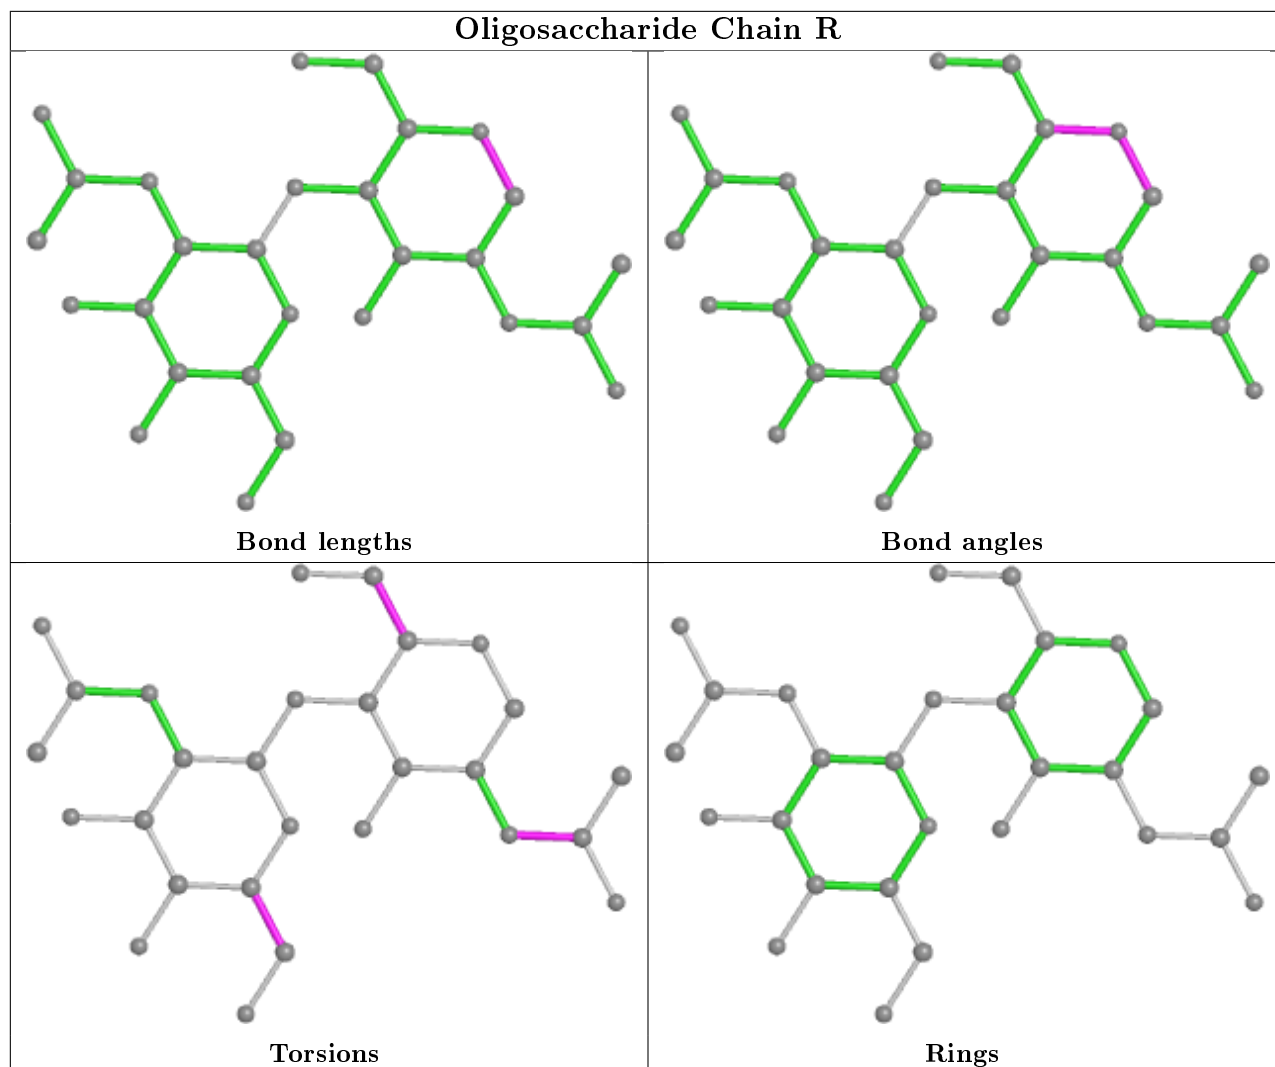 Oligosaccharide Chain R
Bond lengths
Bond angles
Torsions
Rings